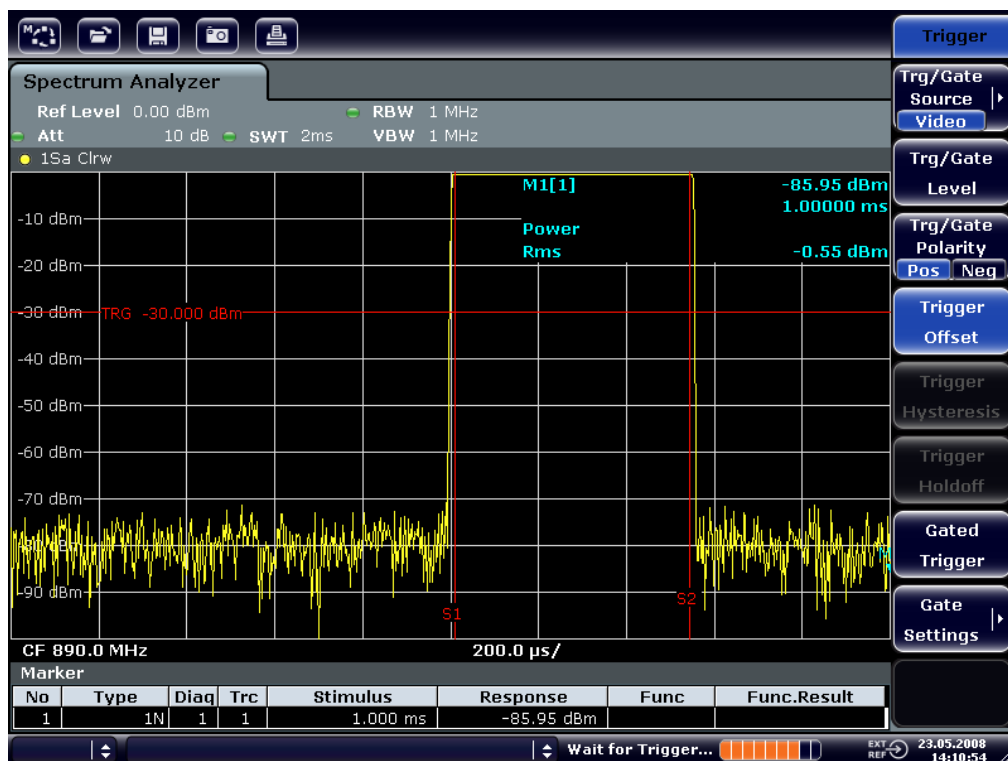 Trigger
Spectrum Analyzer
Ref Level 0.00 dBm RBW 1 MHz
Att 10 dB SWT 2ms VBW 1 MHz
1Sa Clrw
M1[1] -85.95 dBm
1.00000 ms
Power
Rms -0.55 dBm
-10 dBm
-20 dBm
-30 dBm
TRG -30.000 dBm
-40 dBm
-50 dBm
-60 dBm
-70 dBm
-80 dBm
-90 dBm
S1
S2
CF 890.0 MHz 200.0 µs/
Marker
No Type Diag Trc Stimulus Response Func Func.Result
1 1N 1 1 1.000 ms -85.95 dBm
Trg/Gate
Source
Video
Trg/Gate
Level
Trg/Gate
Polarity
Pos Neg
Trigger
Offset
Trigger
Hysteresis
Trigger
Holdoff
Gated
Trigger
Gate
Settings
Wait for Trigger...
EXT
REF
23.05.2008
14:10:54